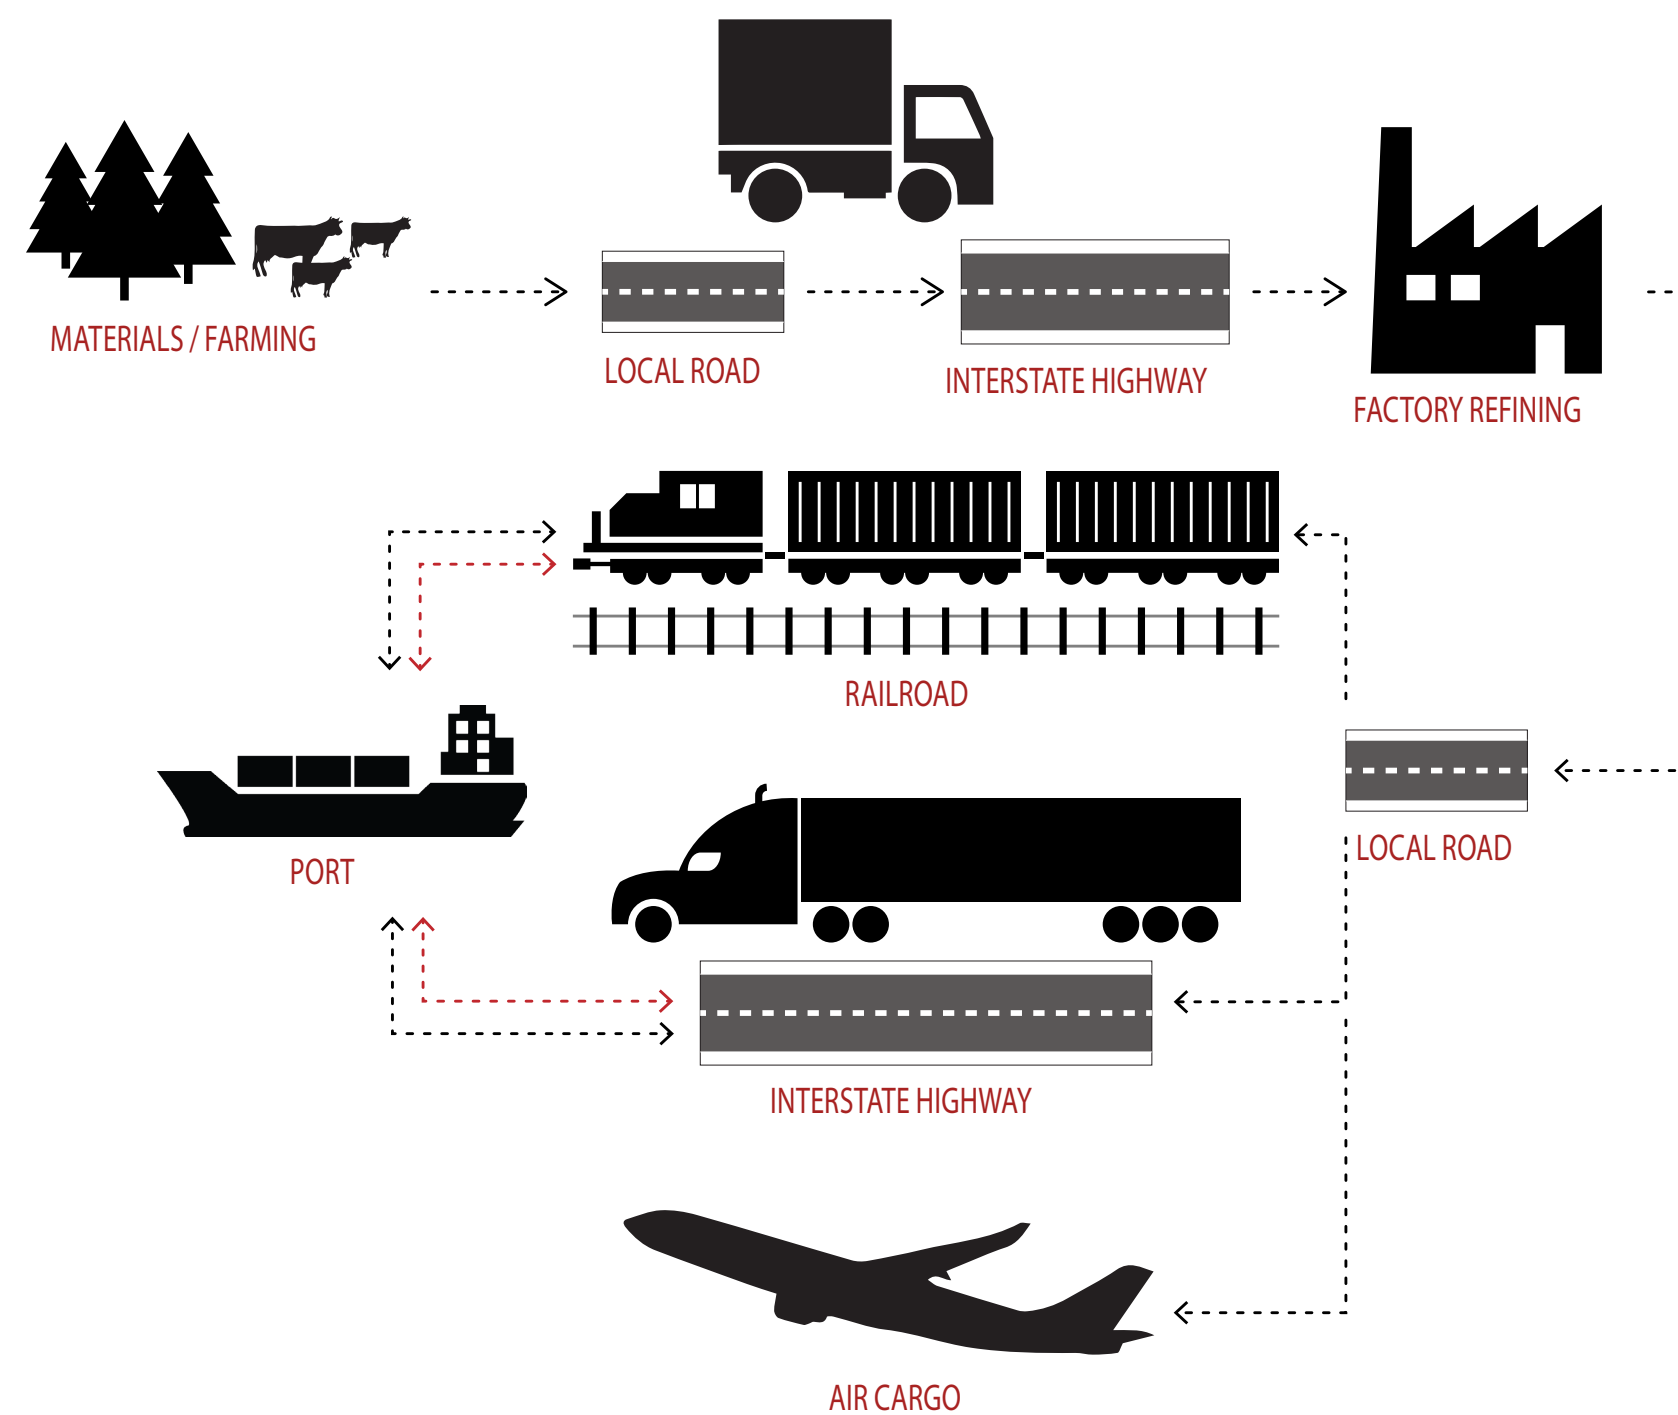 MATERIALS / FARMING
LOCAL ROAD
INTERSTATE HIGHWAY
FACTORY REFINING
RAILROAD
PORT
LOCAL ROAD
INTERSTATE HIGHWAY
AIR CARGO